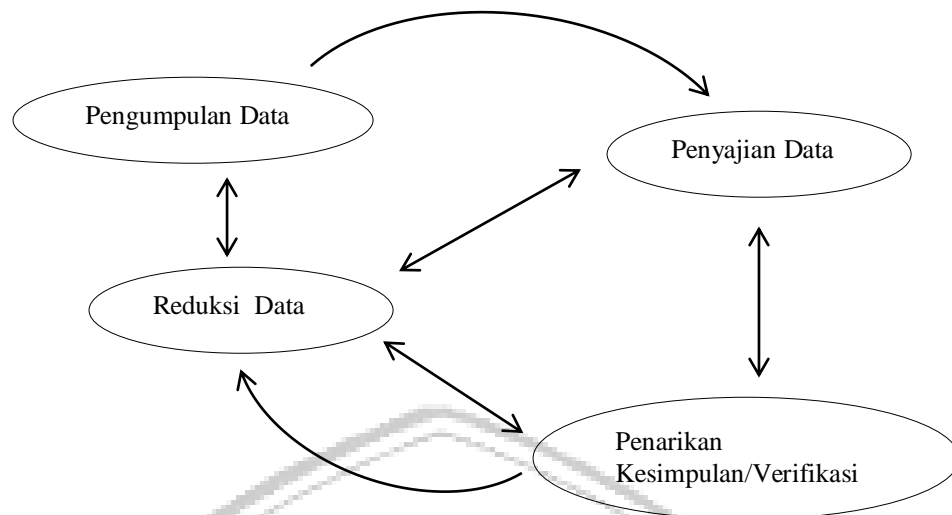 Pengumpulan Data
Penyajian Data
Reduksi Data
Penarikan
Kesimpulan/Verifikasi